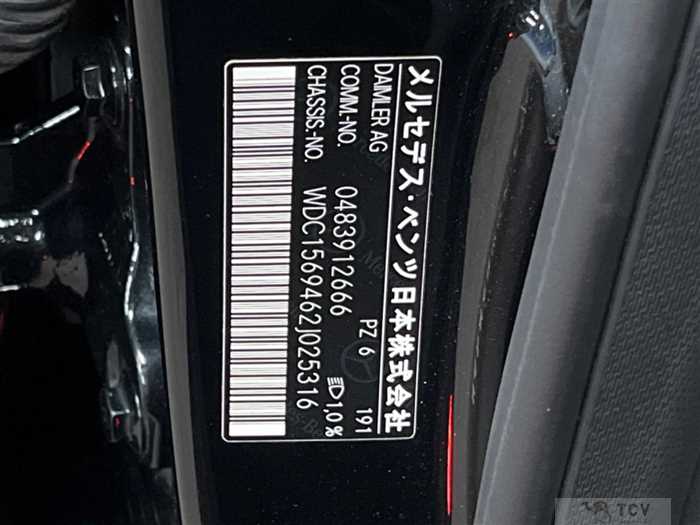 メルセデス・ベンツ日本株式会社
DAIMLER AG PZ 6 191
COMM.-NO. 0483912666 1,0 %
CHASSIS-NO. WDC1569462J025316
TCV